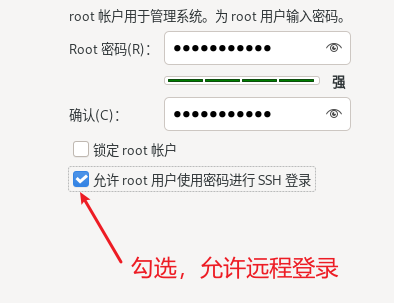 root 帐户用于管理系统。为 root 用户输入密码。
Root 密码(R)：
强
确认(C)：
锁定 root 帐户
允许 root 用户使用密码进行 SSH 登录
勾选，允许远程登录